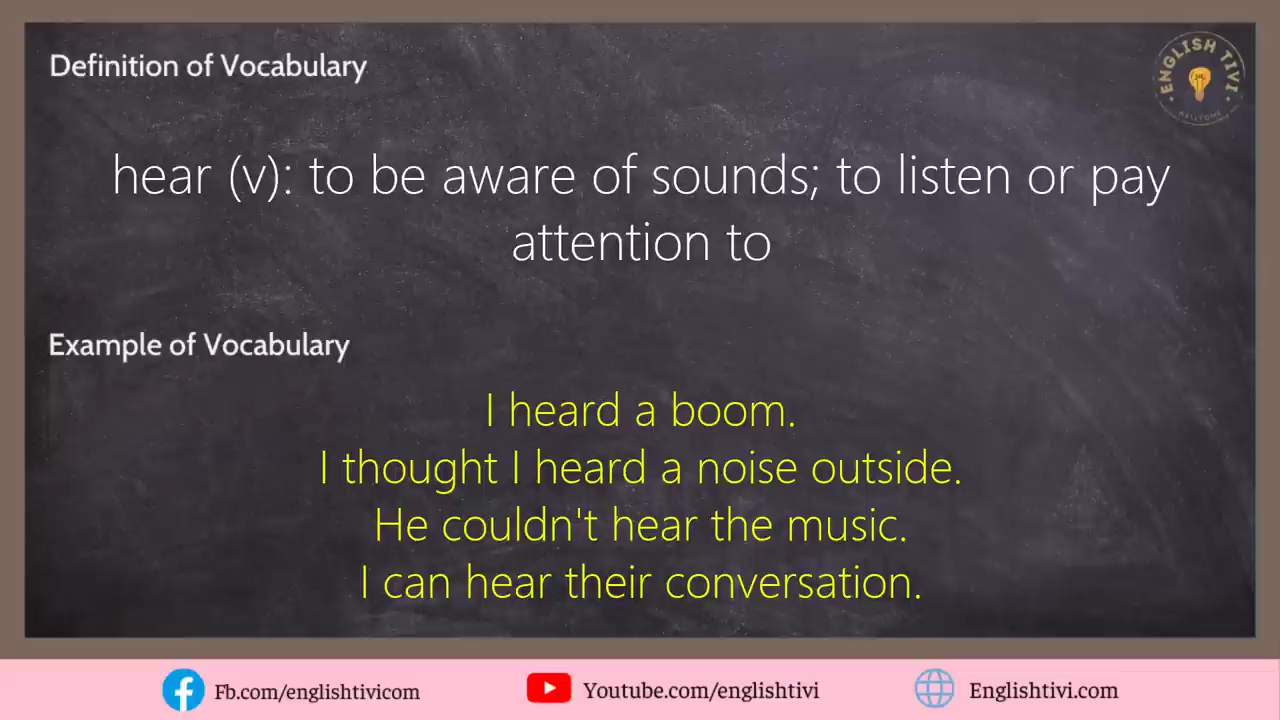 Definition of Vocabulary
ENGLISH TIVI
hear (v): to be aware of sounds; to listen or pay
attention to
Example of Vocabulary
I heard a boom.
I thought I heard a noise outside.
He couldn't hear the music.
I can hear their conversation.
Fb.com/englishtivicom
Youtube.com/englishtivi
Englishtivi.com